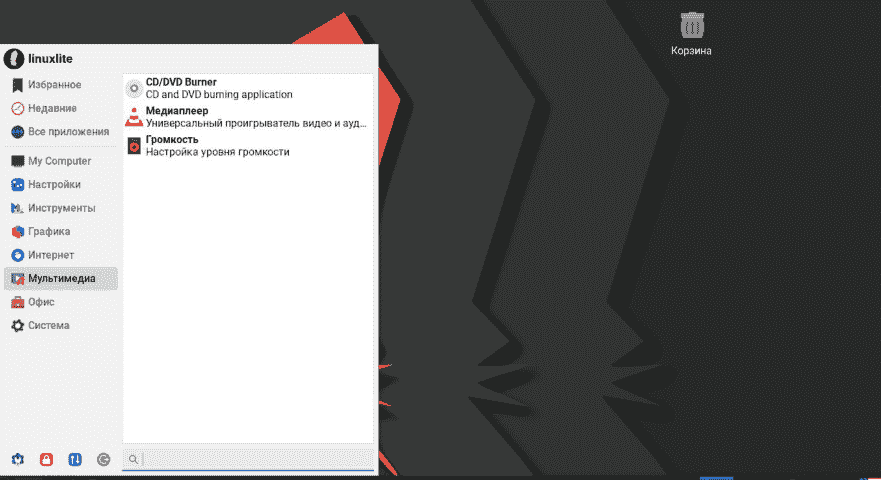 linuxlite
Избранное
Недавние
Все приложения
My Computer
Настройки
Инструменты
Графика
Интернет
Мультимедиа
Офис
Система
CD/DVD Burner
CD and DVD burning application
Медиаплеер
Универсальный проигрыватель видео и ауд...
Громкость
Настройка уровня громкости
Корзина